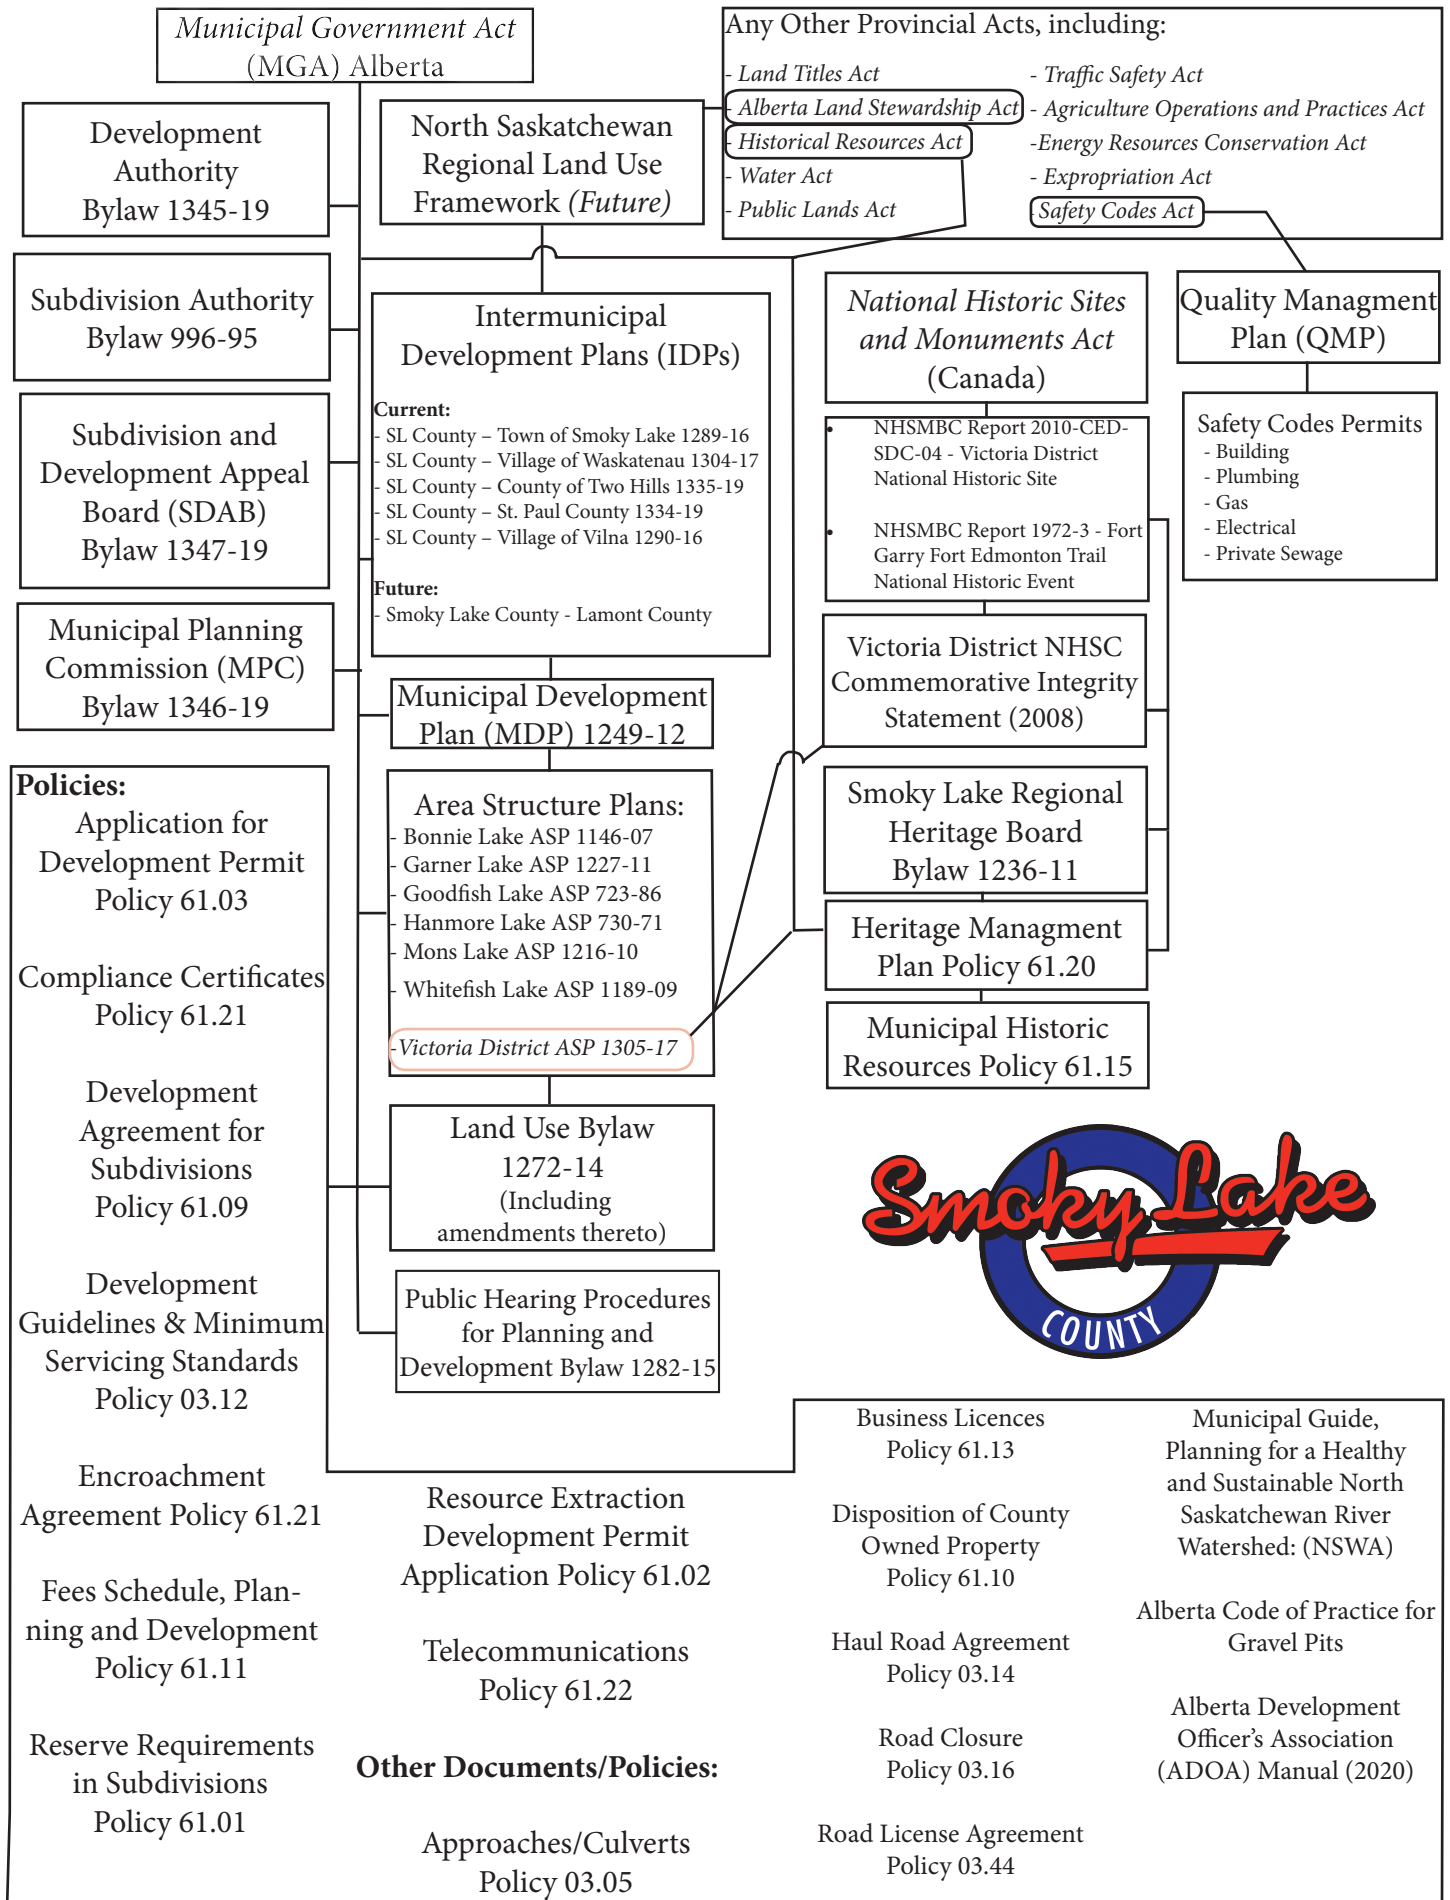 Municipal Government Act
(MGA) Alberta
Any Other Provincial Acts, including:
- Land Titles Act
- Alberta Land Stewardship Act
- Historical Resources Act
- Water Act
- Public Lands Act
- Traffic Safety Act
- Agriculture Operations and Practices Act
-Energy Resources Conservation Act
- Expropriation Act
- Safety Codes Act
Development
Authority
Bylaw 1345-19
North Saskatchewan
Regional Land Use
Framework (Future)
Subdivision Authority
Bylaw 996-95
Intermunicipal
Development Plans (IDPs)
Current:
- SL County – Town of Smoky Lake 1289-16
- SL County – Village of Waskatenau 1304-17
- SL County – County of Two Hills 1335-19
- SL County – St. Paul County 1334-19
- SL County – Village of Vilna 1290-16
Future:
- Smoky Lake County - Lamont County
National Historic Sites
and Monuments Act
(Canada)
Quality Managment
Plan (QMP)
• NHSMBC Report 2010-CED-
SDC-04 - Victoria District
National Historic Site
• NHSMBC Report 1972-3 - Fort
Garry Fort Edmonton Trail
National Historic Event
Safety Codes Permits
- Building
- Plumbing
- Gas
- Electrical
- Private Sewage
Subdivision and
Development Appeal
Board (SDAB)
Bylaw 1347-19
Municipal Planning
Commission (MPC)
Bylaw 1346-19
Municipal Development
Plan (MDP) 1249-12
Victoria District NHSC
Commemorative Integrity
Statement (2008)
Area Structure Plans:
- Bonnie Lake ASP 1146-07
- Garner Lake ASP 1227-11
- Goodfish Lake ASP 723-86
- Hanmore Lake ASP 730-71
- Mons Lake ASP 1216-10
- Whitefish Lake ASP 1189-09
-Victoria District ASP 1305-17
Smoky Lake Regional
Heritage Board
Bylaw 1236-11
Heritage Managment
Plan Policy 61.20
Municipal Historic
Resources Policy 61.15
Land Use Bylaw
1272-14
(Including
amendments thereto)
Public Hearing Procedures
for Planning and
Development Bylaw 1282-15
Smoky Lake
COUNTY
Policies:
Application for
Development Permit
Policy 61.03
Compliance Certificates
Policy 61.21
Development
Agreement for
Subdivisions
Policy 61.09
Development
Guidelines & Minimum
Servicing Standards
Policy 03.12
Encroachment
Agreement Policy 61.21
Fees Schedule, Plan-
ning and Development
Policy 61.11
Reserve Requirements
in Subdivisions
Policy 61.01
Resource Extraction
Development Permit
Application Policy 61.02
Telecommunications
Policy 61.22
Other Documents/Policies:
Approaches/Culverts
Policy 03.05
Business Licences
Policy 61.13
Disposition of County
Owned Property
Policy 61.10
Haul Road Agreement
Policy 03.14
Road Closure
Policy 03.16
Road License Agreement
Policy 03.44
Municipal Guide,
Planning for a Healthy
and Sustainable North
Saskatchewan River
Watershed: (NSWA)
Alberta Code of Practice for
Gravel Pits
Alberta Development
Officer's Association
(ADOA) Manual (2020)